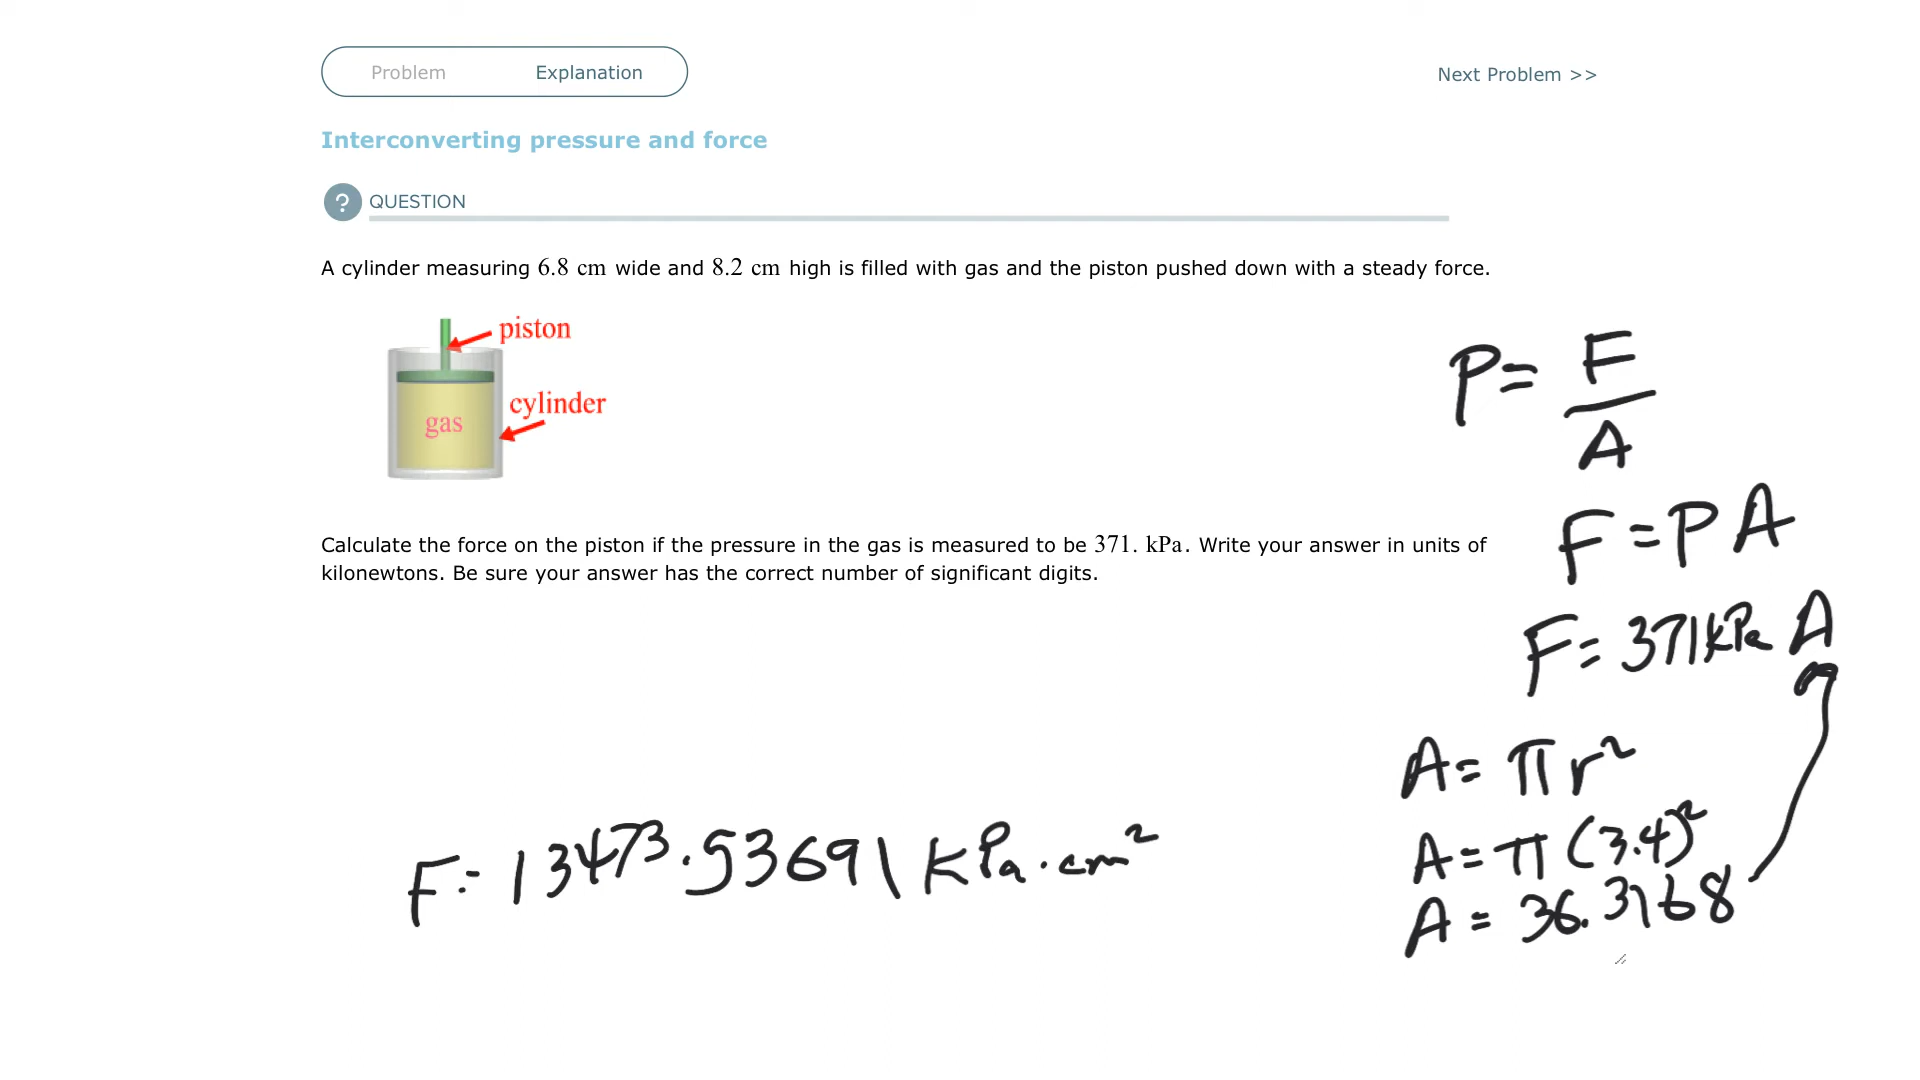 Problem Explanation
Next Problem >>
Interconverting pressure and force
? QUESTION
A cylinder measuring 6.8 cm wide and 8.2 cm high is filled with gas and the piston pushed down with a steady force.
piston
cylinder
gas
P = F/A
F = P A
Calculate the force on the piston if the pressure in the gas is measured to be 371. kPa. Write your answer in units of
kilonewtons. Be sure your answer has the correct number of significant digits.
F = 371 kPa A
A = π r²
A = π (3.4)²
A = 36.3168
F = 13473.53691 kPa · cm²